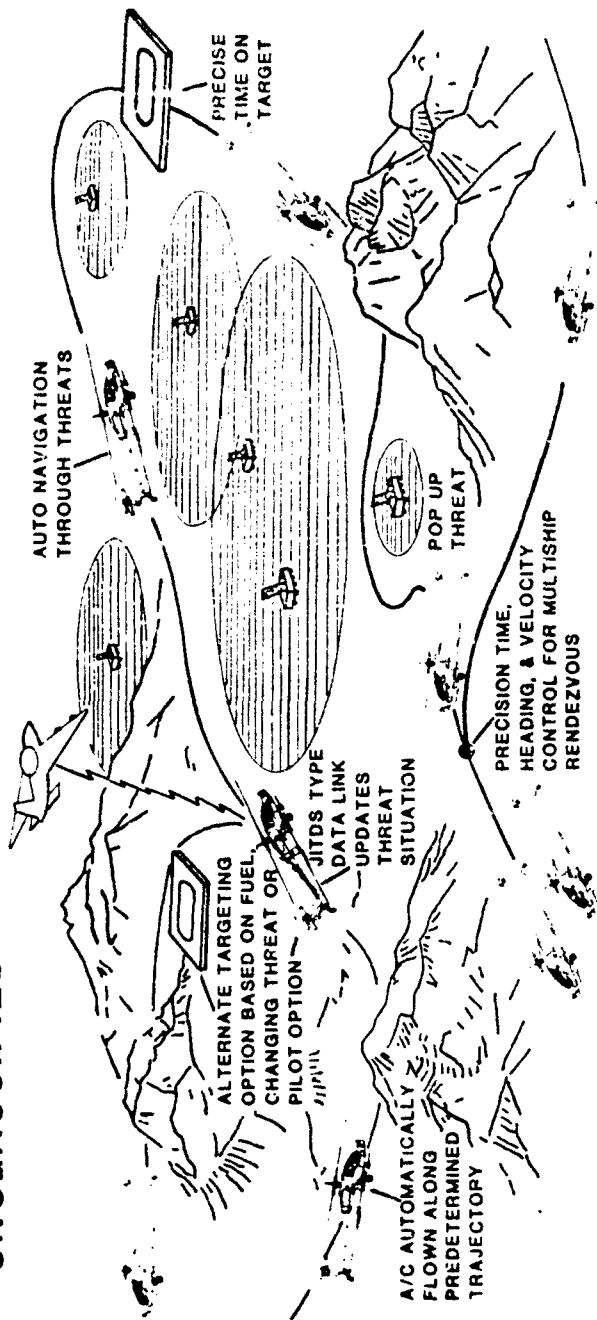 PRECISE
TIME ON
TARGET
AUTO NAVIGATION
THROUGH THREATS
POP UP
THREAT
PRECISION TIME,
HEADING, & VELOCITY
CONTROL FOR MULTISHIP
RENDEZVOUS
JITDS TYPE
DATA LINK
UPDATES
THREAT
SITUATION
ALTERNATE TARGETING
OPTION BASED ON FUEL,
CHANGING THREAT OR
PILOT OPTION
A/C AUTOMATICALLY
FLOWN ALONG
PREDETERMINED
TRAJECTORY